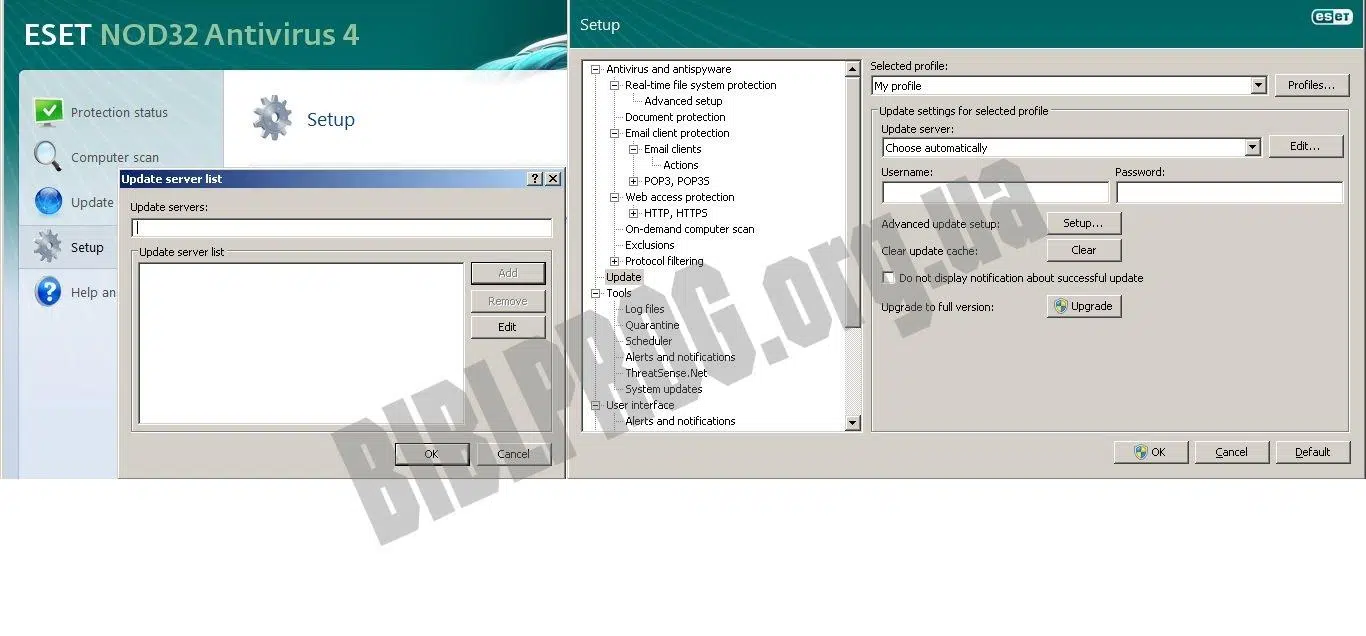 ESET NOD32 Antivirus 4
Protection status
Computer scan
Update
Setup
Help an
Setup
Update server list
Update servers:
Update server list
Add
Remove
Edit
OK
Cancel
Setup
eset
Antivirus and antispyware
Real-time file system protection
Advanced setup
Document protection
Email client protection
Email clients
Actions
POP3, POP3S
Web access protection
HTTP, HTTPS
On-demand computer scan
Exclusions
Protocol filtering
Update
Tools
Log files
Quarantine
Scheduler
Alerts and notifications
ThreatSense.Net
System updates
User interface
Alerts and notifications
Selected profile:
My profile
Profiles...
Update settings for selected profile
Update server:
Choose automatically
Edit...
Username:
Password:
Advanced update setup:
Setup...
Clear update cache:
Clear
Do not display notification about successful update
Upgrade to full version:
Upgrade
OK
Cancel
Default
BIBLPROG.org.ua